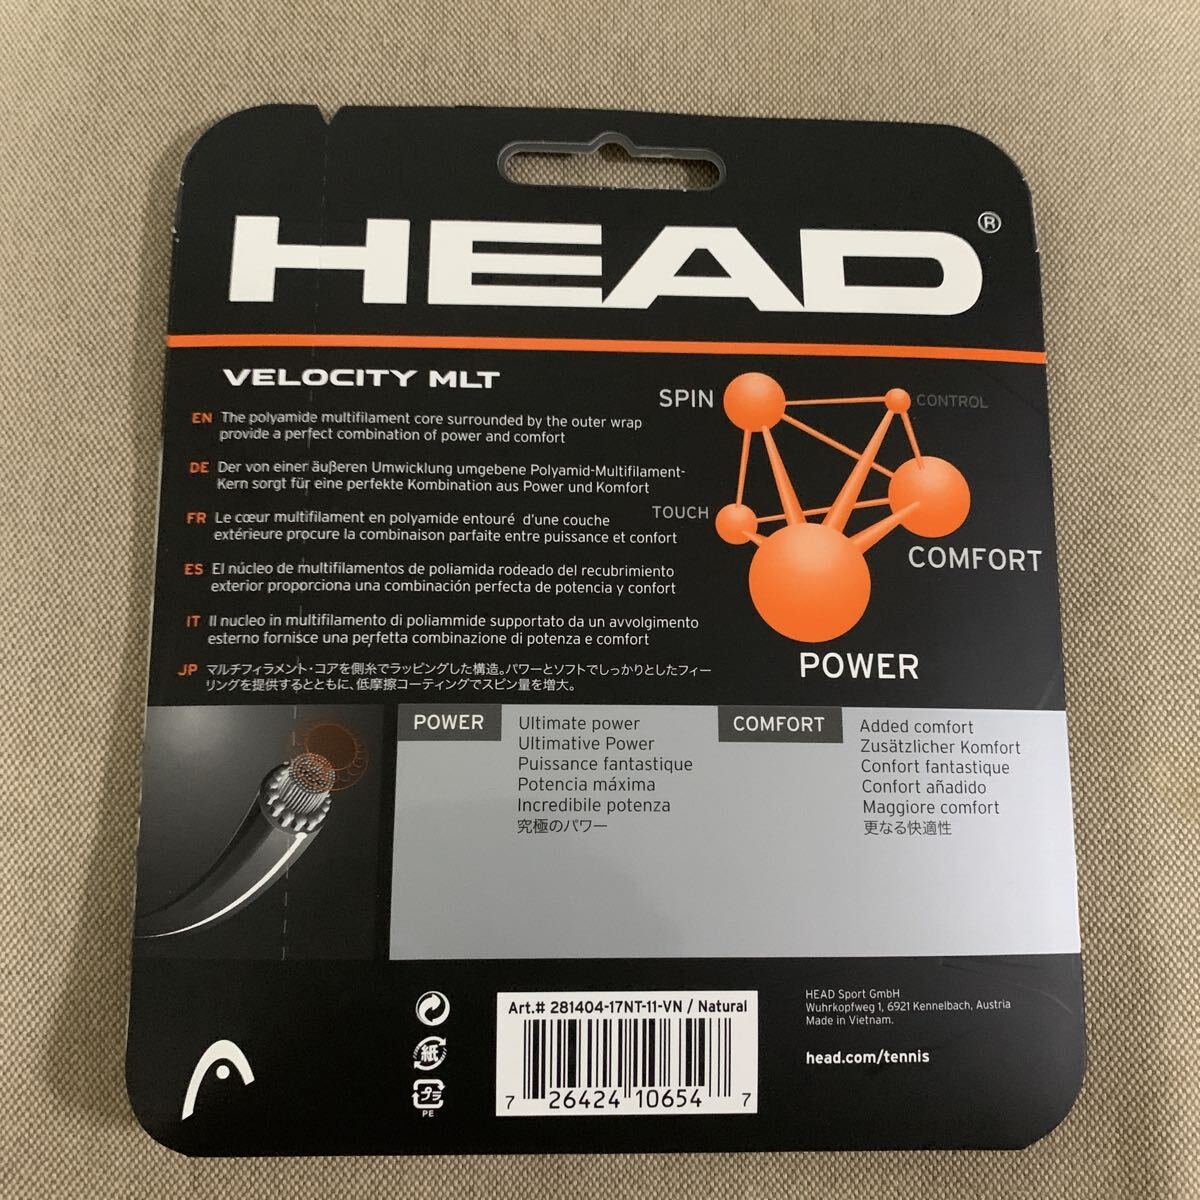 HEAD®
VELOCITY MLT
EN The polyamide multifilament core surrounded by the outer wrap
provide a perfect combination of power and comfort
DE Der von einer äußeren Umwicklung umgebene Polyamid-Multifilament-
Kern sorgt für eine perfekte Kombination aus Power und Komfort
FR Le cœur multifilament en polyamide entouré d'une couche
extérieure procure la combinaison parfaite entre puissance et confort
ES El núcleo de multifilamentos de poliamida rodeado del recubrimiento
exterior proporciona una combinación perfecta de potencia y confort
IT Il nucleo in multifilamento di poliammide supportato da un avvolgimento
esterno fornisce una perfetta combinazione di potenza e comfort
JP マルチフィラメント・コアを側糸でラッピングした構造。パワーとソフトでしっかりとしたフィー
リングを提供するとともに、低摩擦コーティングでスピン量を増大。
SPIN
CONTROL
TOUCH
COMFORT
POWER
POWER
Ultimate power
Ultimative Power
Puissance fantastique
Potencia máxima
Incredibile potenza
究極のパワー
COMFORT
Added comfort
Zusätzlicher Komfort
Confort fantastique
Confort añadido
Maggiore comfort
更なる快適性
紙
プラ
PE
Art.# 281404-17NT-11-VN / Natural
7 26424 10654 7
HEAD Sport GmbH
Wuhrkopfweg 1, 6921 Kennelbach, Austria
Made in Vietnam.
head.com/tennis